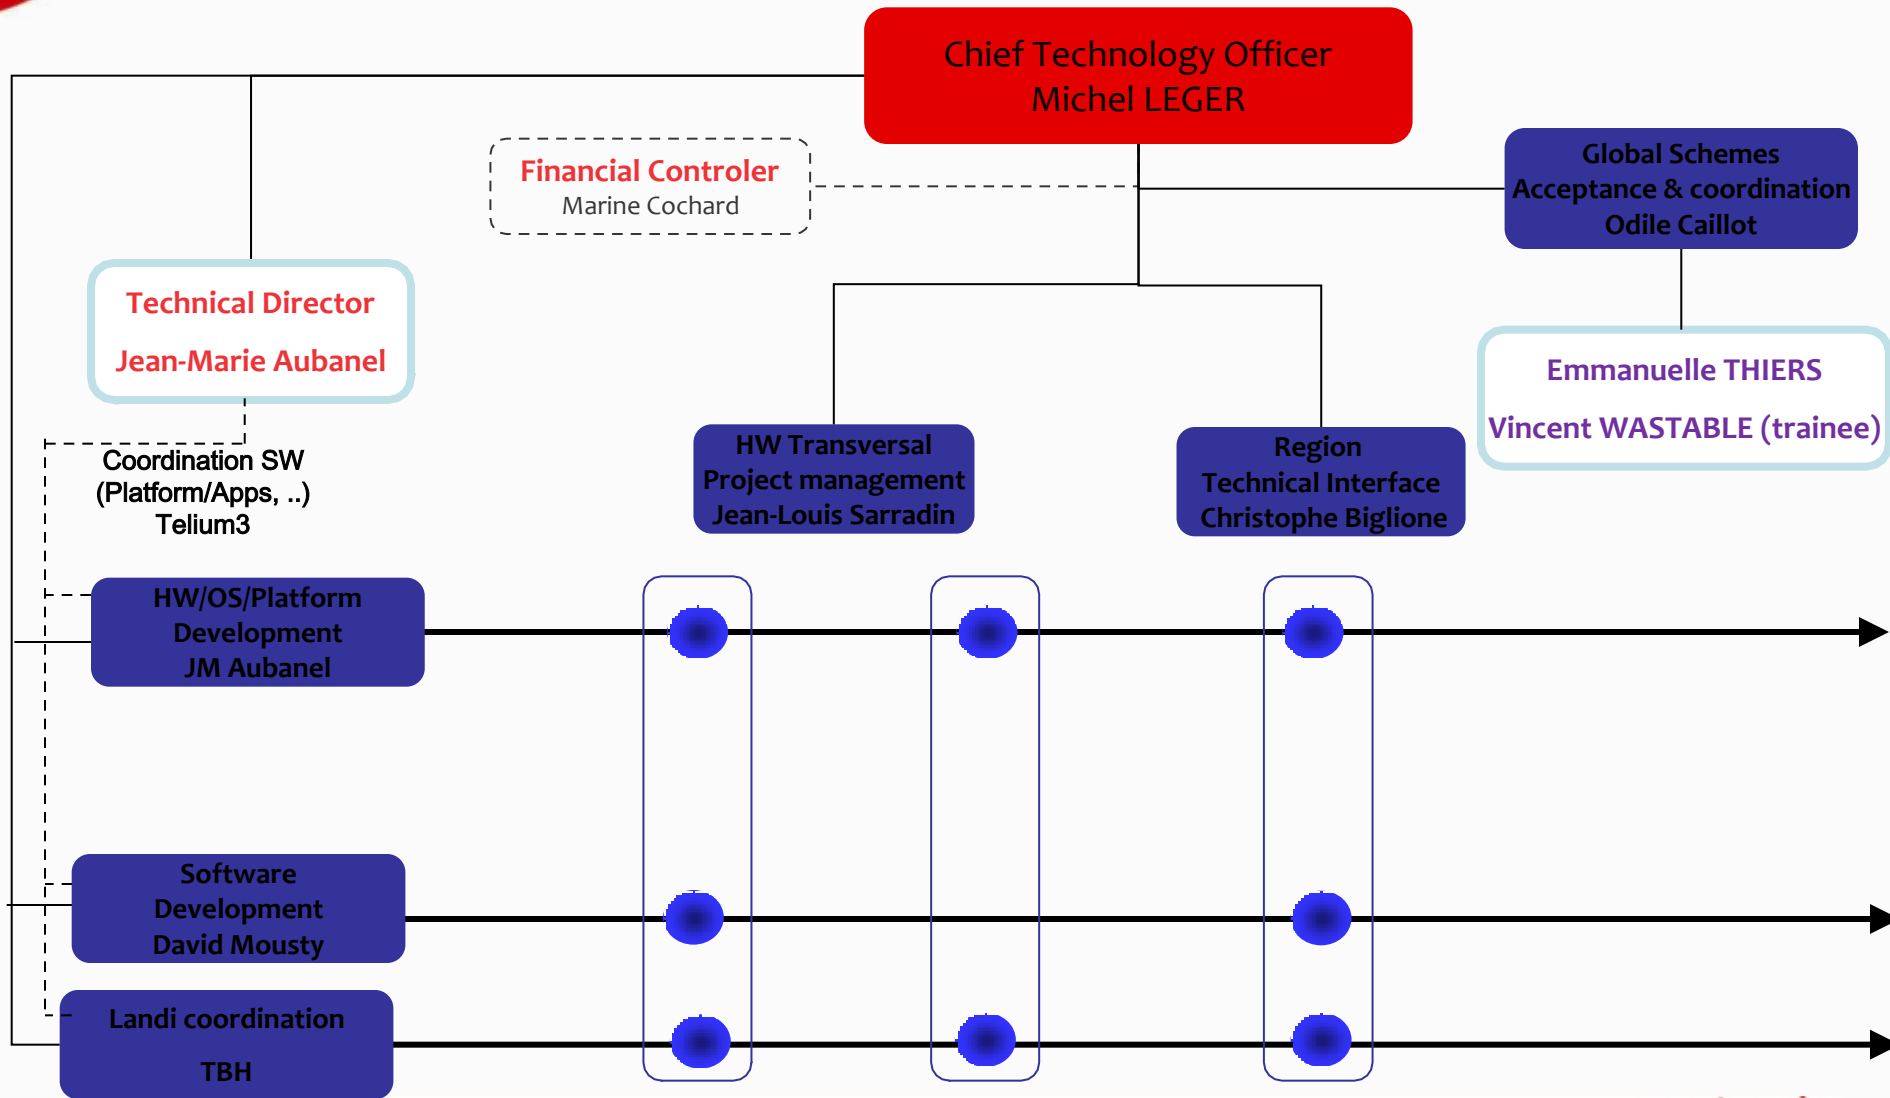 Chief Technology Officer
Michel LEGER
Financial Controler
Marine Cochard
Global Schemes
Acceptance & coordination
Odile Caillot
Technical Director
Jean-Marie Aubanel
Emmanuelle THIERS
Vincent WASTABLE (trainee)
Coordination SW
(Platform/Apps, ..)
Telium3
HW Transversal
Project management
Jean-Louis Sarradin
Region
Technical Interface
Christophe Biglione
HW/OS/Platform
Development
JM Aubanel
Software
Development
David Mousty
Landi coordination
TBH